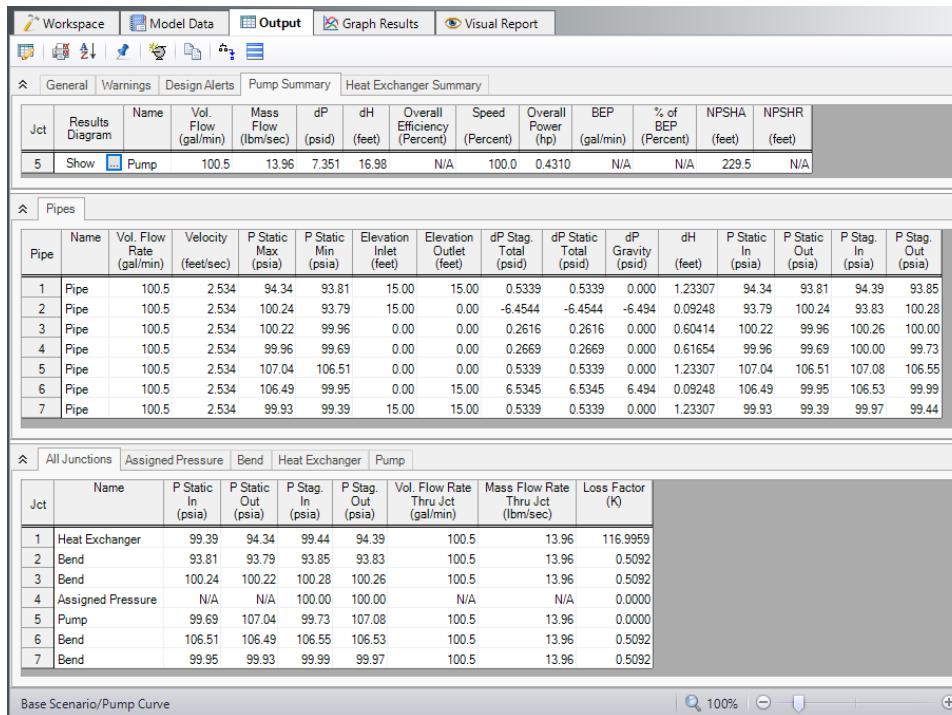 Workspace Model Data Output Graph Results Visual Report
General Warnings Design Alerts Pump Summary Heat Exchanger Summary
Jct Results Diagram Name Vol. Flow (gal/min) Mass Flow (lbm/sec) dP (psid) dH (feet) Overall Efficiency (Percent) Speed (Percent) Overall Power (hp) BEP (gal/min) % of BEP (Percent) NPSHA (feet) NPSHR (feet)
5 Show ... Pump 100.5 13.96 7.351 16.98 N/A 100.0 0.4310 N/A N/A 229.5 N/A
Pipes
Pipe Name Vol. Flow Rate (gal/min) Velocity (feet/sec) P Static Max (psia) P Static Min (psia) Elevation Inlet (feet) Elevation Outlet (feet) dP Stag. Total (psid) dP Static Total (psid) dP Gravity (psid) dH (feet) P Static In (psia) P Static Out (psia) P Stag. In (psia) P Stag. Out (psia)
1 Pipe 100.5 2.534 94.34 93.81 15.00 15.00 0.5339 0.5339 0.000 1.23307 94.34 93.81 94.39 93.85
2 Pipe 100.5 2.534 100.24 93.79 15.00 0.00 -6.4544 -6.4544 -6.494 0.09248 93.79 100.24 93.83 100.28
3 Pipe 100.5 2.534 100.22 99.96 0.00 0.00 0.2616 0.2616 0.000 0.60414 100.22 99.96 100.26 100.00
4 Pipe 100.5 2.534 99.96 99.69 0.00 0.00 0.2669 0.2669 0.000 0.61654 99.96 99.69 100.00 99.73
5 Pipe 100.5 2.534 107.04 106.51 0.00 0.00 0.5339 0.5339 0.000 1.23307 107.04 106.51 107.08 106.55
6 Pipe 100.5 2.534 106.49 99.95 0.00 15.00 6.5345 6.5345 6.494 0.09248 106.49 99.95 106.53 99.99
7 Pipe 100.5 2.534 99.93 99.39 15.00 15.00 0.5339 0.5339 0.000 1.23307 99.93 99.39 99.97 99.44
All Junctions Assigned Pressure Bend Heat Exchanger Pump
Jct Name P Static In (psia) P Static Out (psia) P Stag. In (psia) P Stag. Out (psia) Vol. Flow Rate Thru Jct (gal/min) Mass Flow Rate Thru Jct (lbm/sec) Loss Factor (K)
1 Heat Exchanger 99.39 94.34 99.44 94.39 100.5 13.96 116.9959
2 Bend 93.81 93.79 93.85 93.83 100.5 13.96 0.5092
3 Bend 100.24 100.22 100.28 100.26 100.5 13.96 0.5092
4 Assigned Pressure N/A N/A 100.00 100.00 N/A N/A 0.0000
5 Pump 99.69 107.04 99.73 107.08 100.5 13.96 0.0000
6 Bend 106.51 106.49 106.55 106.53 100.5 13.96 0.5092
7 Bend 99.95 99.93 99.99 99.97 100.5 13.96 0.5092
Base Scenario/Pump Curve 100%